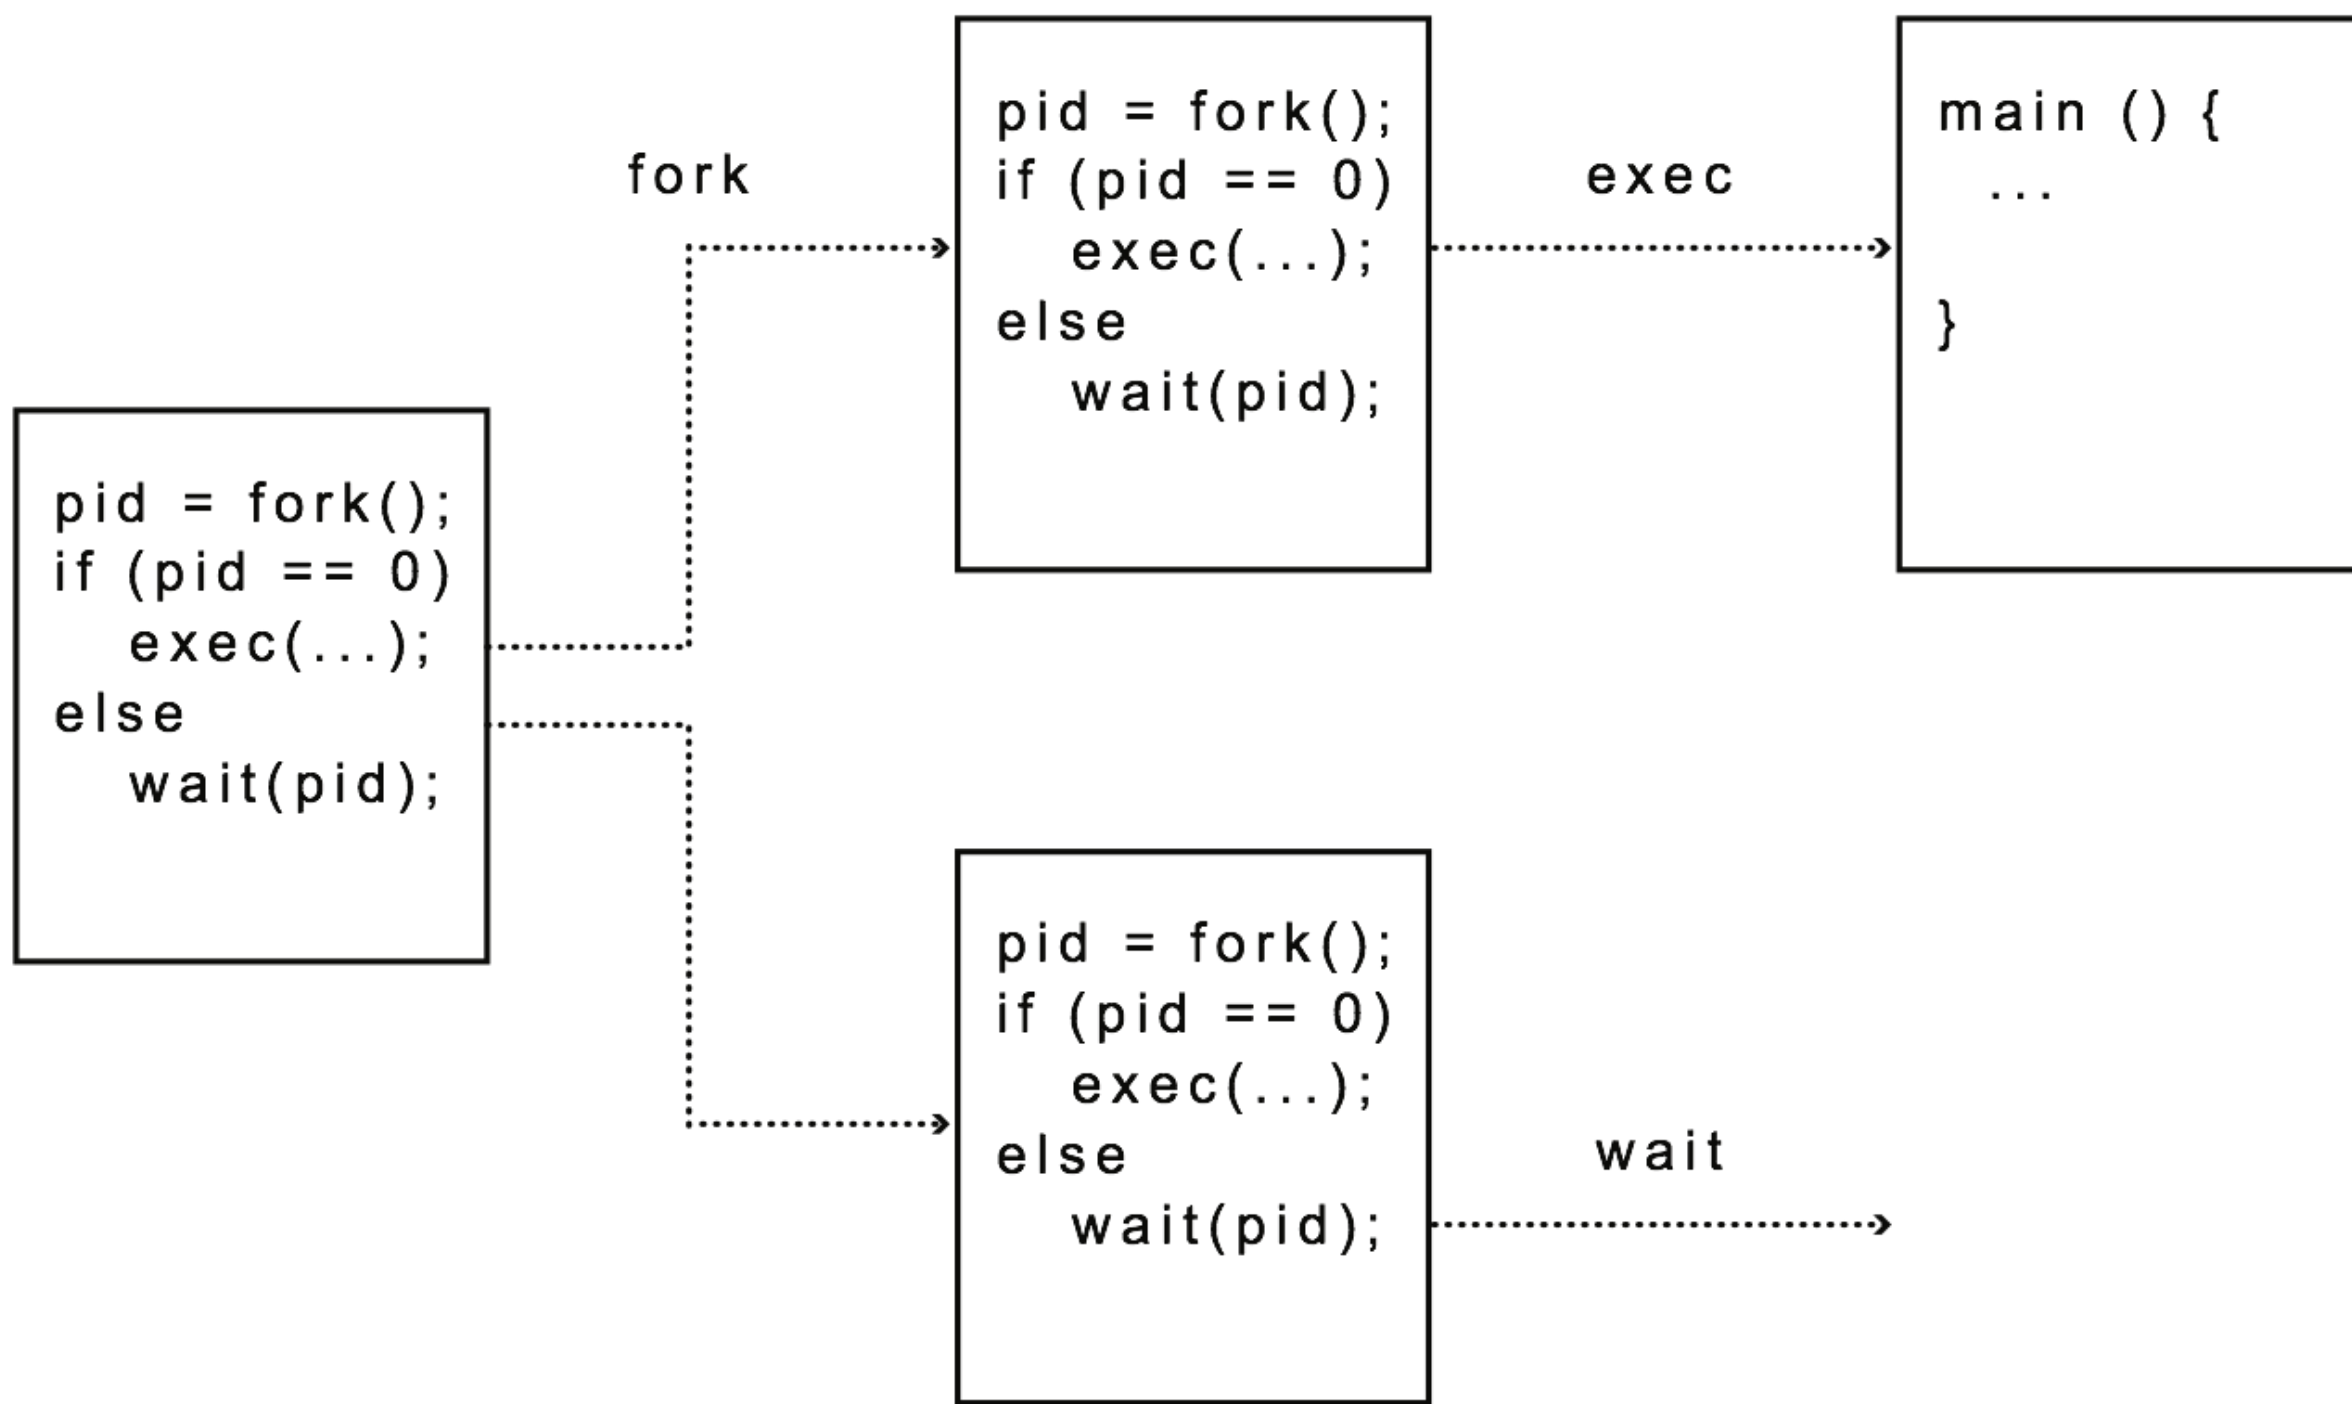 pid = fork();
if (pid == 0)
exec(...);
else
wait(pid);
fork
pid = fork();
if (pid == 0)
exec(...);
else
wait(pid);
exec
main () {
...
}
pid = fork();
if (pid == 0)
exec(...);
else
wait(pid);
wait